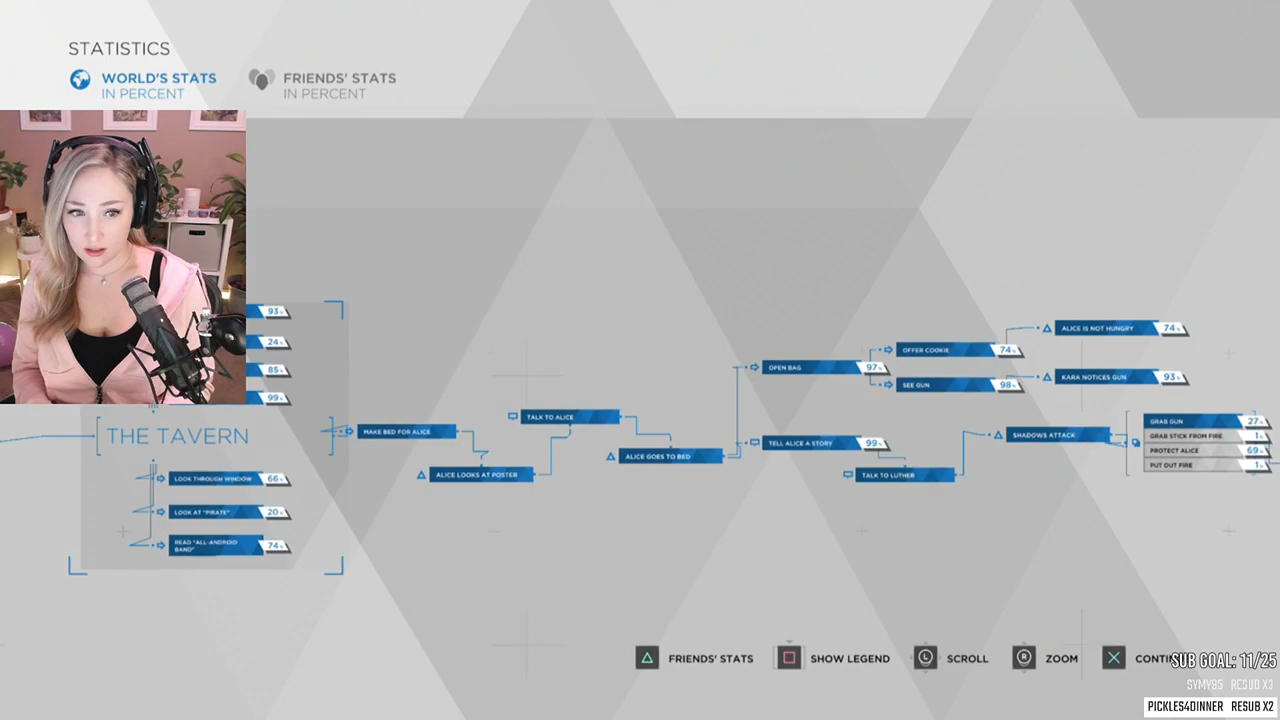 STATISTICS
WORLD'S STATS
IN PERCENT
FRIENDS' STATS
IN PERCENT
93%
24%
85%
99%
THE TAVERN
LOOK THROUGH WINDOW 66%
LOOK AT "PIRATE" 20%
READ "ALL-ANDROID
BAND" 74%
MAKE BED FOR ALICE
ALICE LOOKS AT POSTER
TALK TO ALICE
ALICE GOES TO BED
OPEN BAG 97%
TELL ALICE A STORY 99%
OFFER COOKIE 74%
SEE GUN 98%
TALK TO LUTHER
ALICE IS NOT HUNGRY 74%
KARA NOTICES GUN 93%
SHADOWS ATTACK
GRAB GUN 27%
GRAB STICK FROM FIRE 1%
PROTECT ALICE 69%
PUT OUT FIRE 1%
FRIENDS' STATS
SHOW LEGEND
L SCROLL
R ZOOM
CONTI
SUB GOAL: 11/25
SYMY85 RESUB X3
PICKLES4DINNER RESUB X2